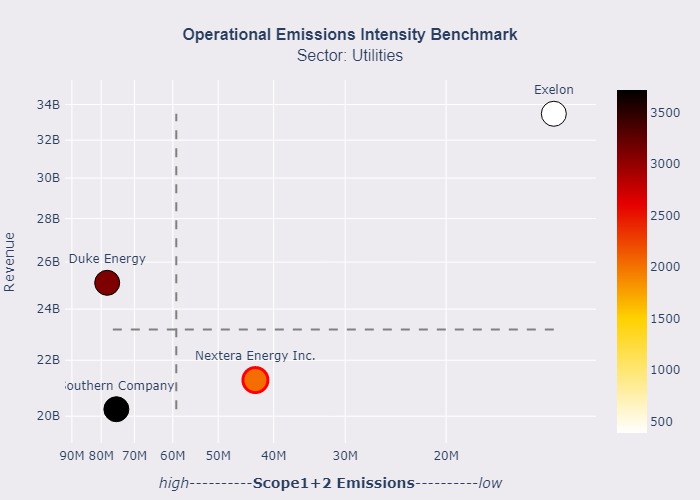 Operational Emissions Intensity Benchmark
Sector: Utilities
Exelon
34B
3500
32B
3000
30B
2500
28B
Revenue
Duke Energy
26B
2000
24B
1500
Nextera Energy Inc.
22B
1000
outhern Company
20B
500
90M 80M 70M 60M 50M 40M 30M 20M
high----------Scope1+2 Emissions----------low